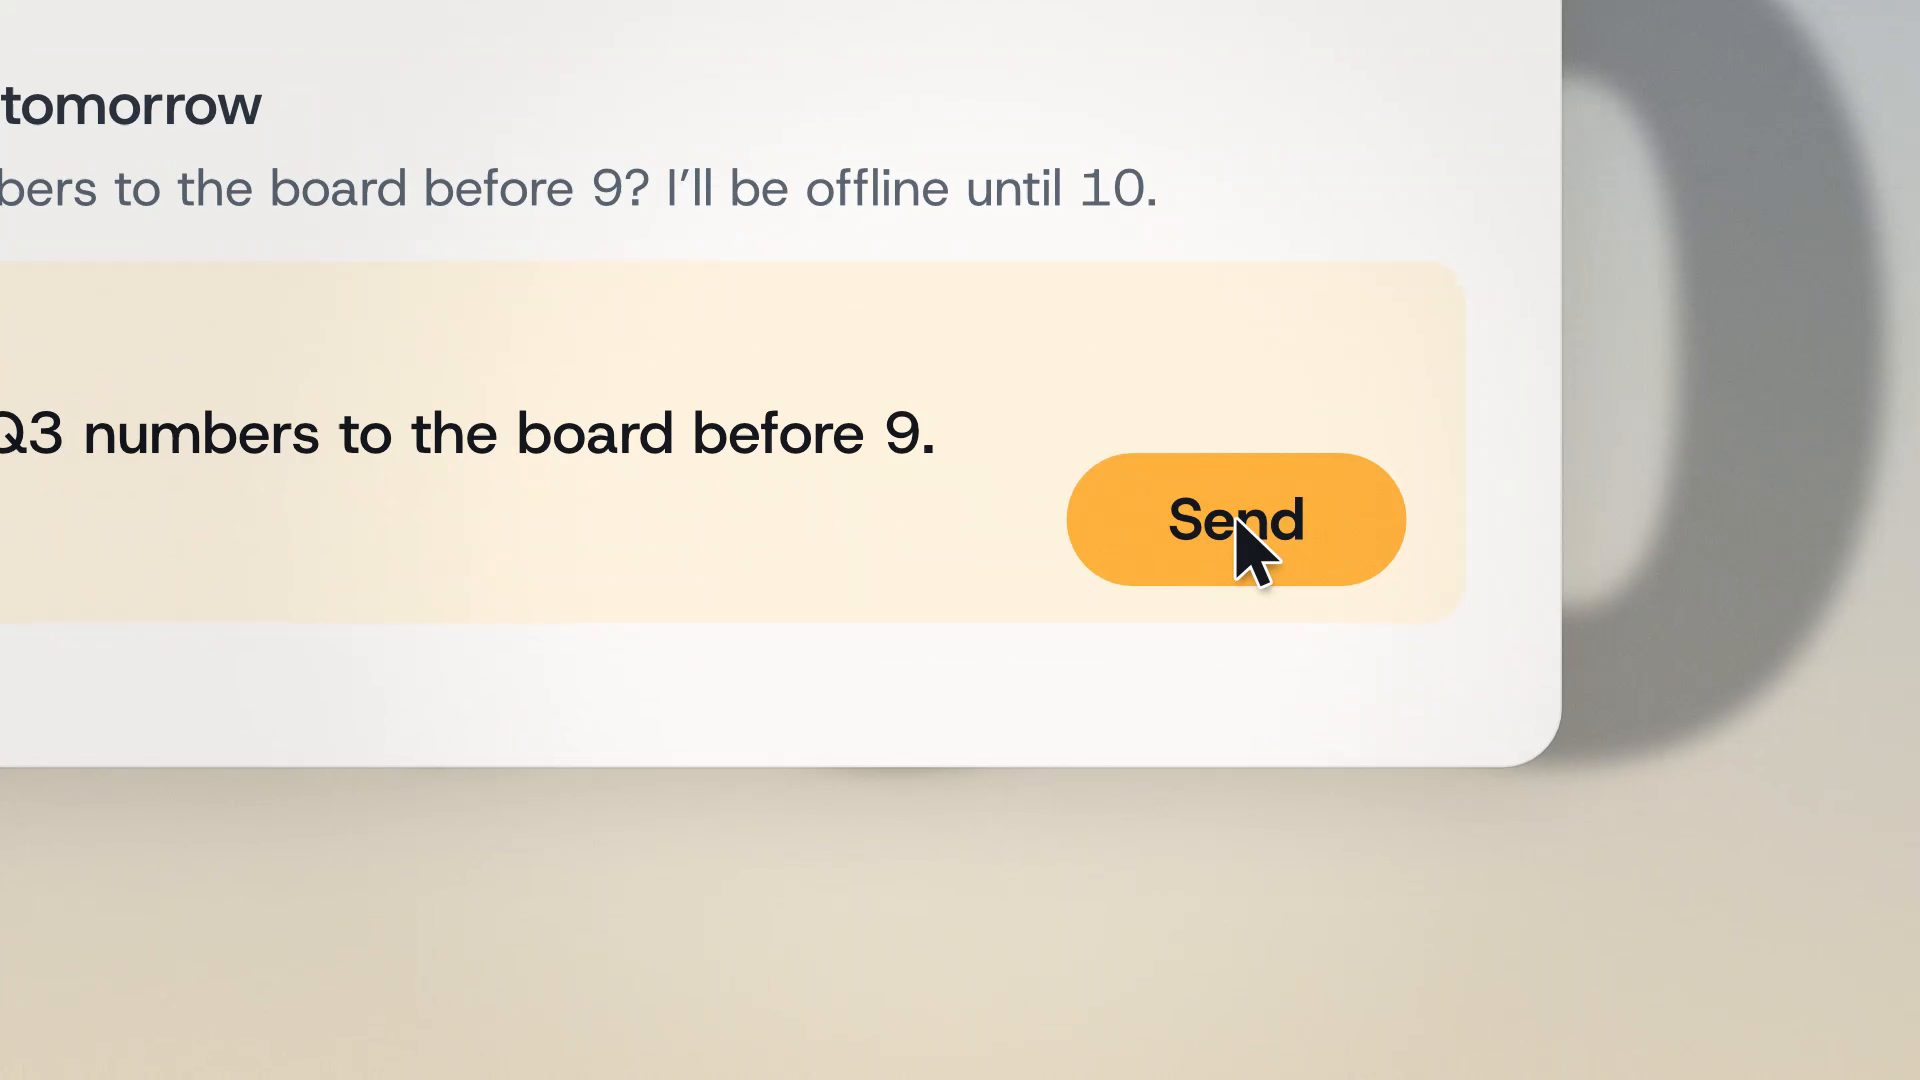 tomorrow
bers to the board before 9? I’ll be offline until 10.
Q3 numbers to the board before 9.
Send